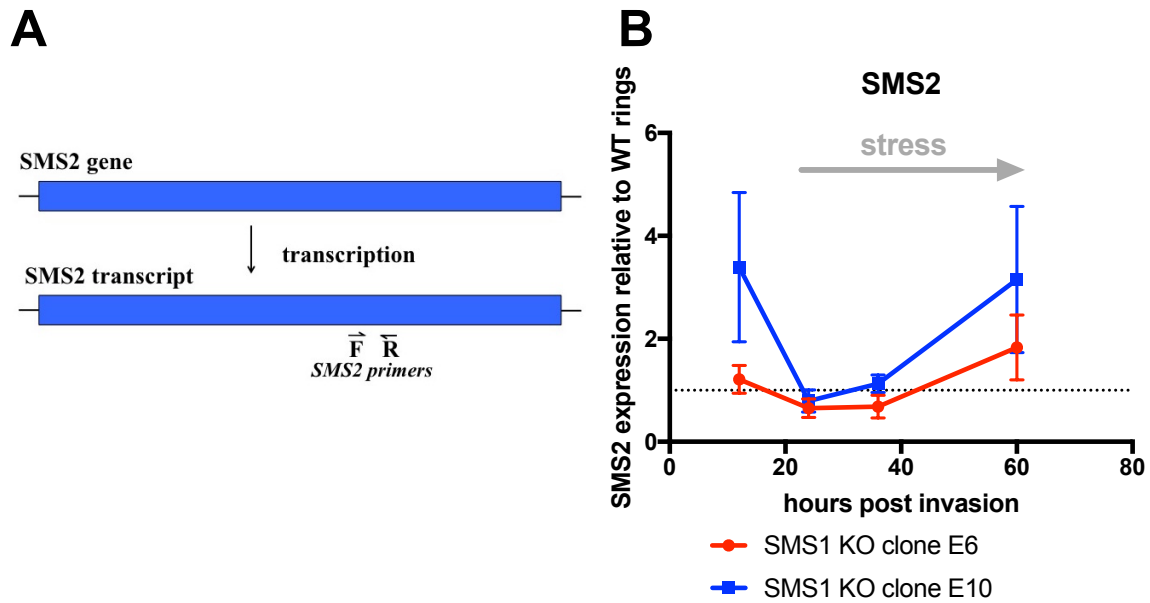 A
SMS2 gene
transcription
SMS2 transcript
F R
SMS2 primers
B
SMS2
stress
SMS2 expression relative to WT rings
6
4
2
0
0 20 40 60 80
hours post invasion
SMS1 KO clone E6
SMS1 KO clone E10